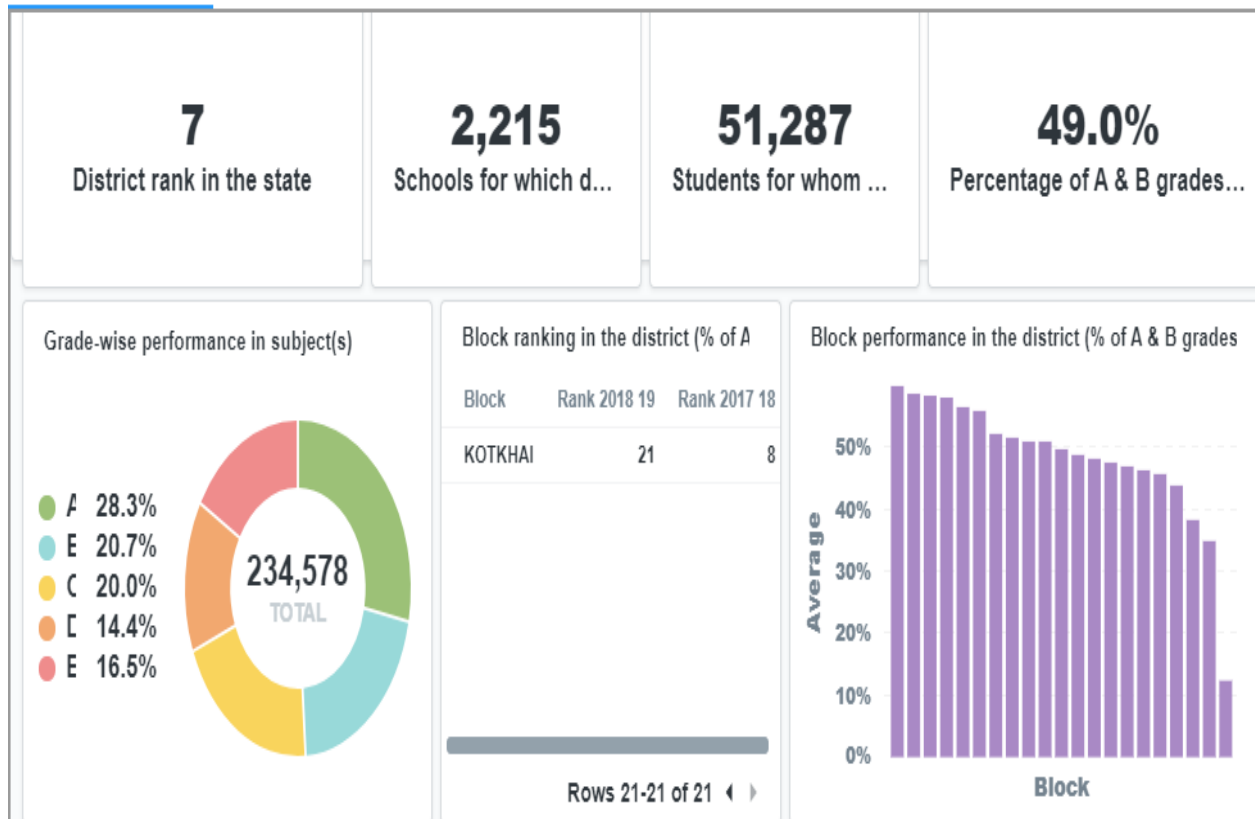 7
District rank in the state
2,215
Schools for which d...
51,287
Students for whom ...
49.0%
Percentage of A & B grades...
Grade-wise performance in subject(s)
A 28.3%
E 20.7%
C 20.0%
D 14.4%
E 16.5%
234,578
TOTAL
Block ranking in the district (% of A
Block Rank 2018 19 Rank 2017 18
KOTKHAI 21 8
Rows 21-21 of 21
Block performance in the district (% of A & B grades
50%
40%
30%
20%
10%
0%
Average
Block